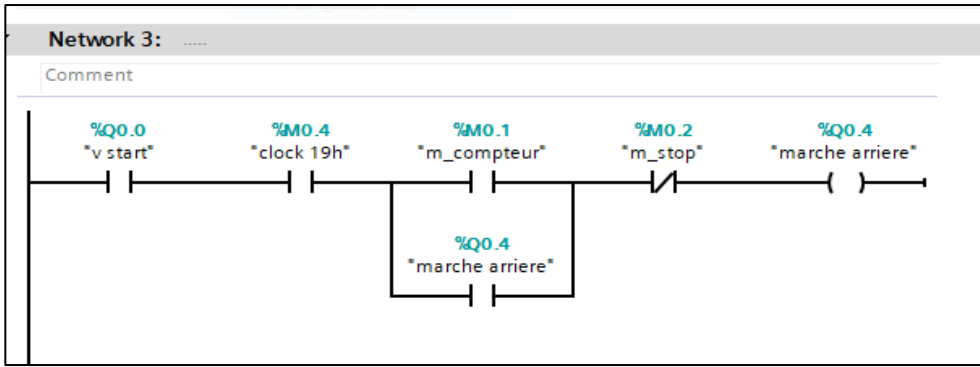 Network 3: .....
Comment
%Q0.0 %M0.4 %M0.1 %M0.2 %Q0.4
"v start" "clock 19h" "m_compteur" "m_stop" "marche arriere"
%Q0.4
"marche arriere"